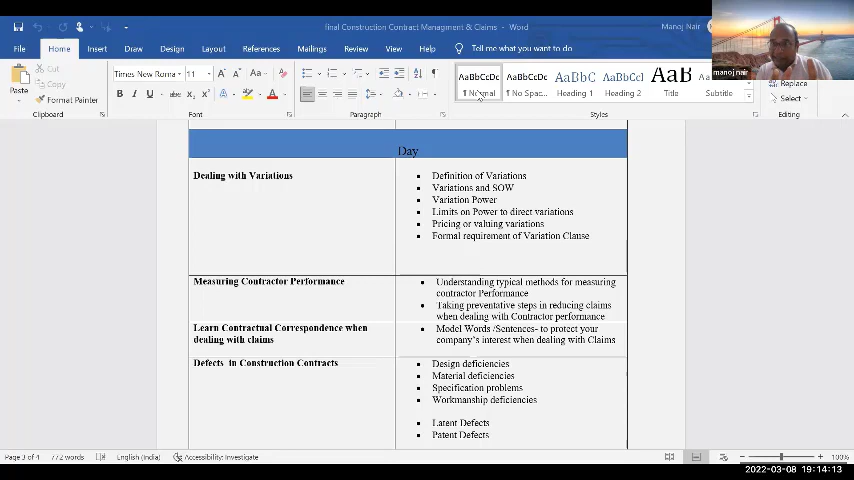 final Construction Contract Managment & Claims - Word
Manoj Nair
File Home Insert Draw Design Layout References Mailings Review View Help Tell me what you want to do
manoj nair
Paste
Cut
Copy
Format Painter
Clipboard
Times New Roma 11
Font
Paragraph
AaBbCcDc AaBbCcDc AaBbC AaBbCcl AaB
¶ Normal ¶ No Spac... Heading 1 Heading 2 Title Subtitle
Styles
Replace
Select
Editing
Day
Dealing with Variations
Definition of Variations
Variations and SOW
Variation Power
Limits on Power to direct variations
Pricing or valuing variations
Formal requirement of Variation Clause
Measuring Contractor Performance
Understanding typical methods for measuring
contractor Performance
Taking preventative steps in reducing claims
when dealing with Contractor performance
Learn Contractual Correspondence when
dealing with claims
Model Words /Sentences- to protect your
company's interest when dealing with Claims
Defects in Construction Contracts
Design deficiencies
Material deficiencies
Specification problems
Workmanship deficiencies
Latent Defects
Patent Defects
Page 3 of 4 772 words English (India) Accessibility: Investigate 100%
2022-03-08 19:14:13